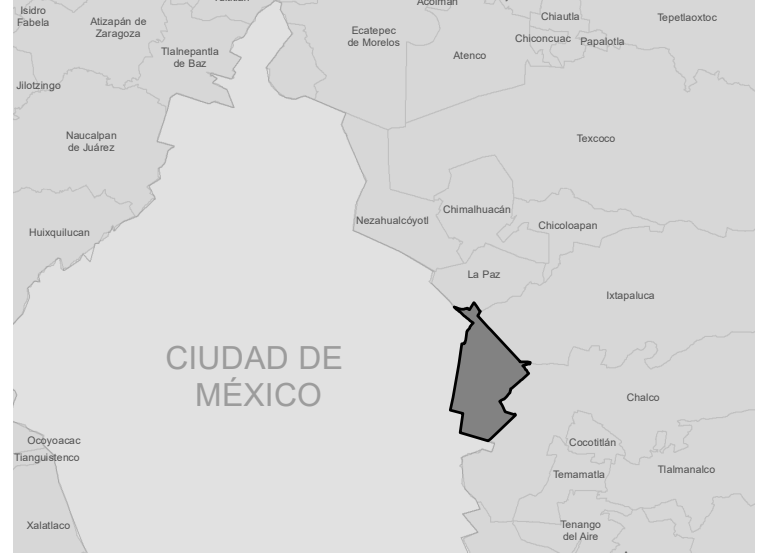 Acolman
Isidro
Fabela
Atizapán de
Zaragoza
Tlalnepantla
de Baz
Ecatepec
de Morelos
Chiautla
Tepetlaoxtoc
Chiconcuac
Papalotla
Atenco
Jilotzingo
Naucalpan
de Juárez
Texcoco
Huixquilucan
Nezahualcóyotl
Chimalhuacán
Chicoloapan
La Paz
Ixtapaluca
CIUDAD DE
MÉXICO
Chalco
Ocoyoacac
Tianguistenco
Cocotitlán
Temamatla
Tlalmanalco
Xalatlaco
Tenango
del Aire